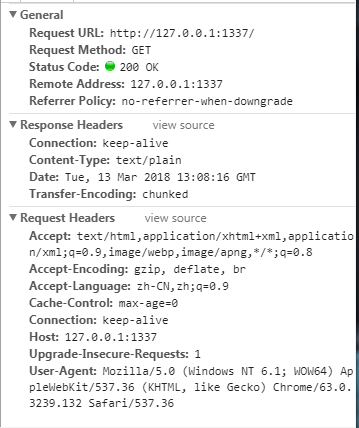 General
Request URL: http://127.0.0.1:1337/
Request Method: GET
Status Code: 200 OK
Remote Address: 127.0.0.1:1337
Referrer Policy: no-referrer-when-downgrade
Response Headers view source
Connection: keep-alive
Content-Type: text/plain
Date: Tue, 13 Mar 2018 13:08:16 GMT
Transfer-Encoding: chunked
Request Headers view source
Accept: text/html,application/xhtml+xml,applicatio
n/xml;q=0.9,image/webp,image/apng,*/*;q=0.8
Accept-Encoding: gzip, deflate, br
Accept-Language: zh-CN,zh;q=0.9
Cache-Control: max-age=0
Connection: keep-alive
Host: 127.0.0.1:1337
Upgrade-Insecure-Requests: 1
User-Agent: Mozilla/5.0 (Windows NT 6.1; WOW64) Ap
pleWebKit/537.36 (KHTML, like Gecko) Chrome/63.0.
3239.132 Safari/537.36